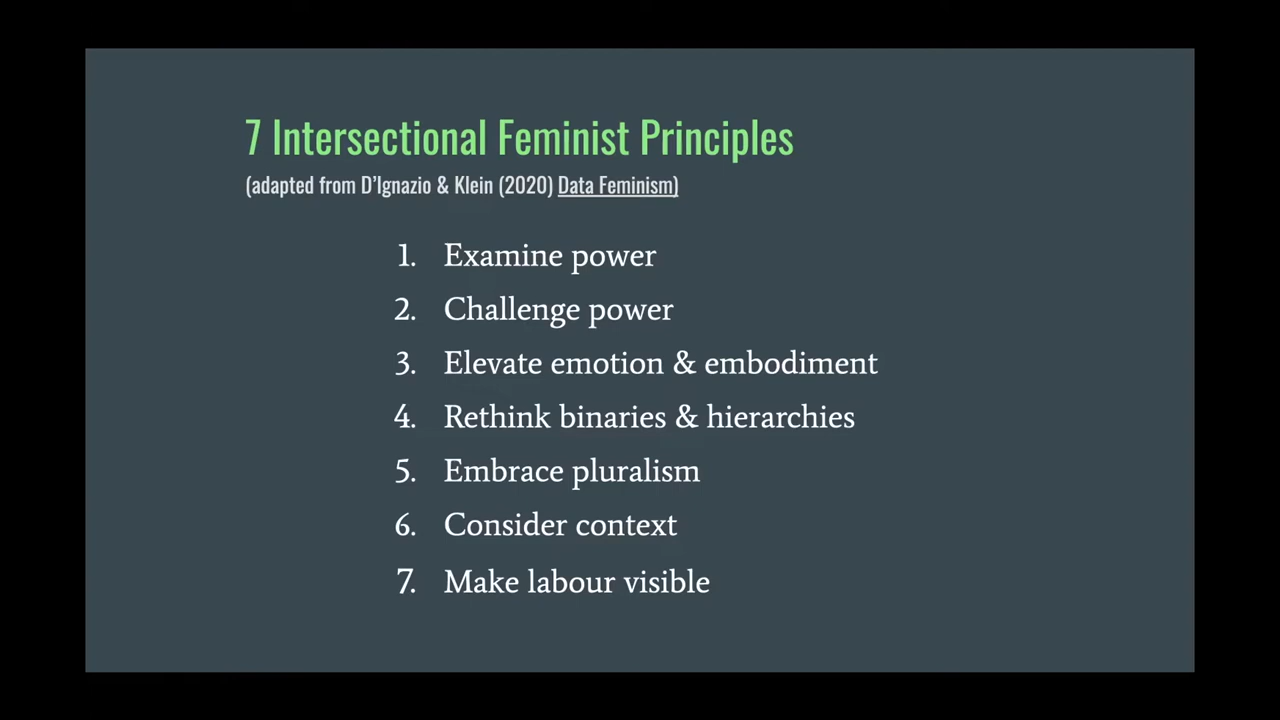 7 Intersectional Feminist Principles
(adapted from D’Ignazio & Klein (2020) Data Feminism)
1. Examine power
2. Challenge power
3. Elevate emotion & embodiment
4. Rethink binaries & hierarchies
5. Embrace pluralism
6. Consider context
7. Make labour visible